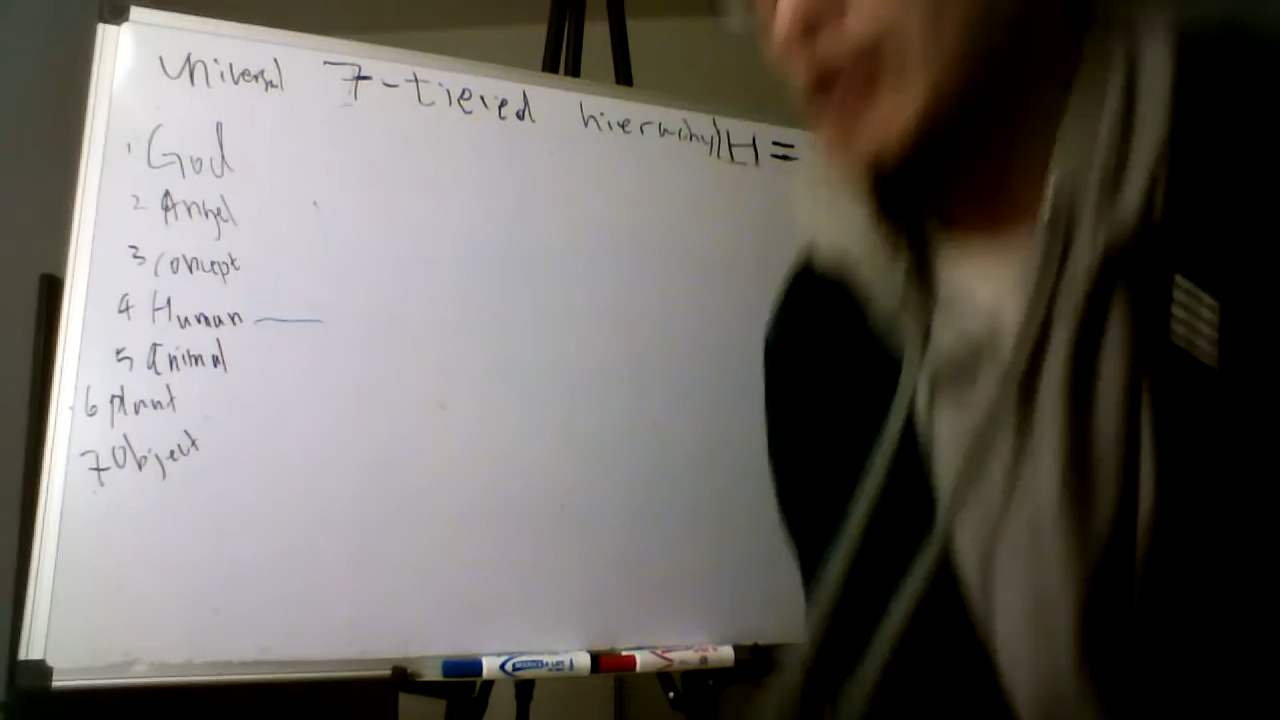 Universal 7-tiered hierarchy H =
1 God
2 Angel
3 Concept
4 Human
5 Animal
6 plant
7 Object